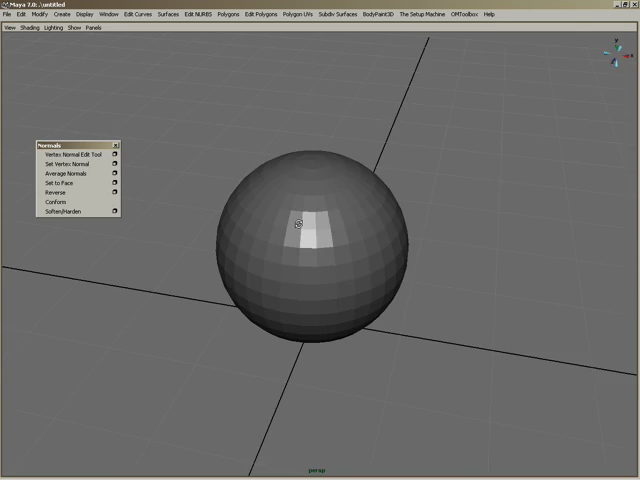 Maya 7.0: .\untitled
File Edit Modify Create Display Window Edit Curves Surfaces Edit NURBS Polygons Edit Polygons Polygon UVs Subdiv Surfaces BodyPaint3D The Setup Machine OMToolbox Help
View Shading Lighting Show Panels
Normals
Vertex Normal Edit Tool
Set Vertex Normal
Average Normals
Set to Face
Reverse
Conform
Soften/Harden
persp